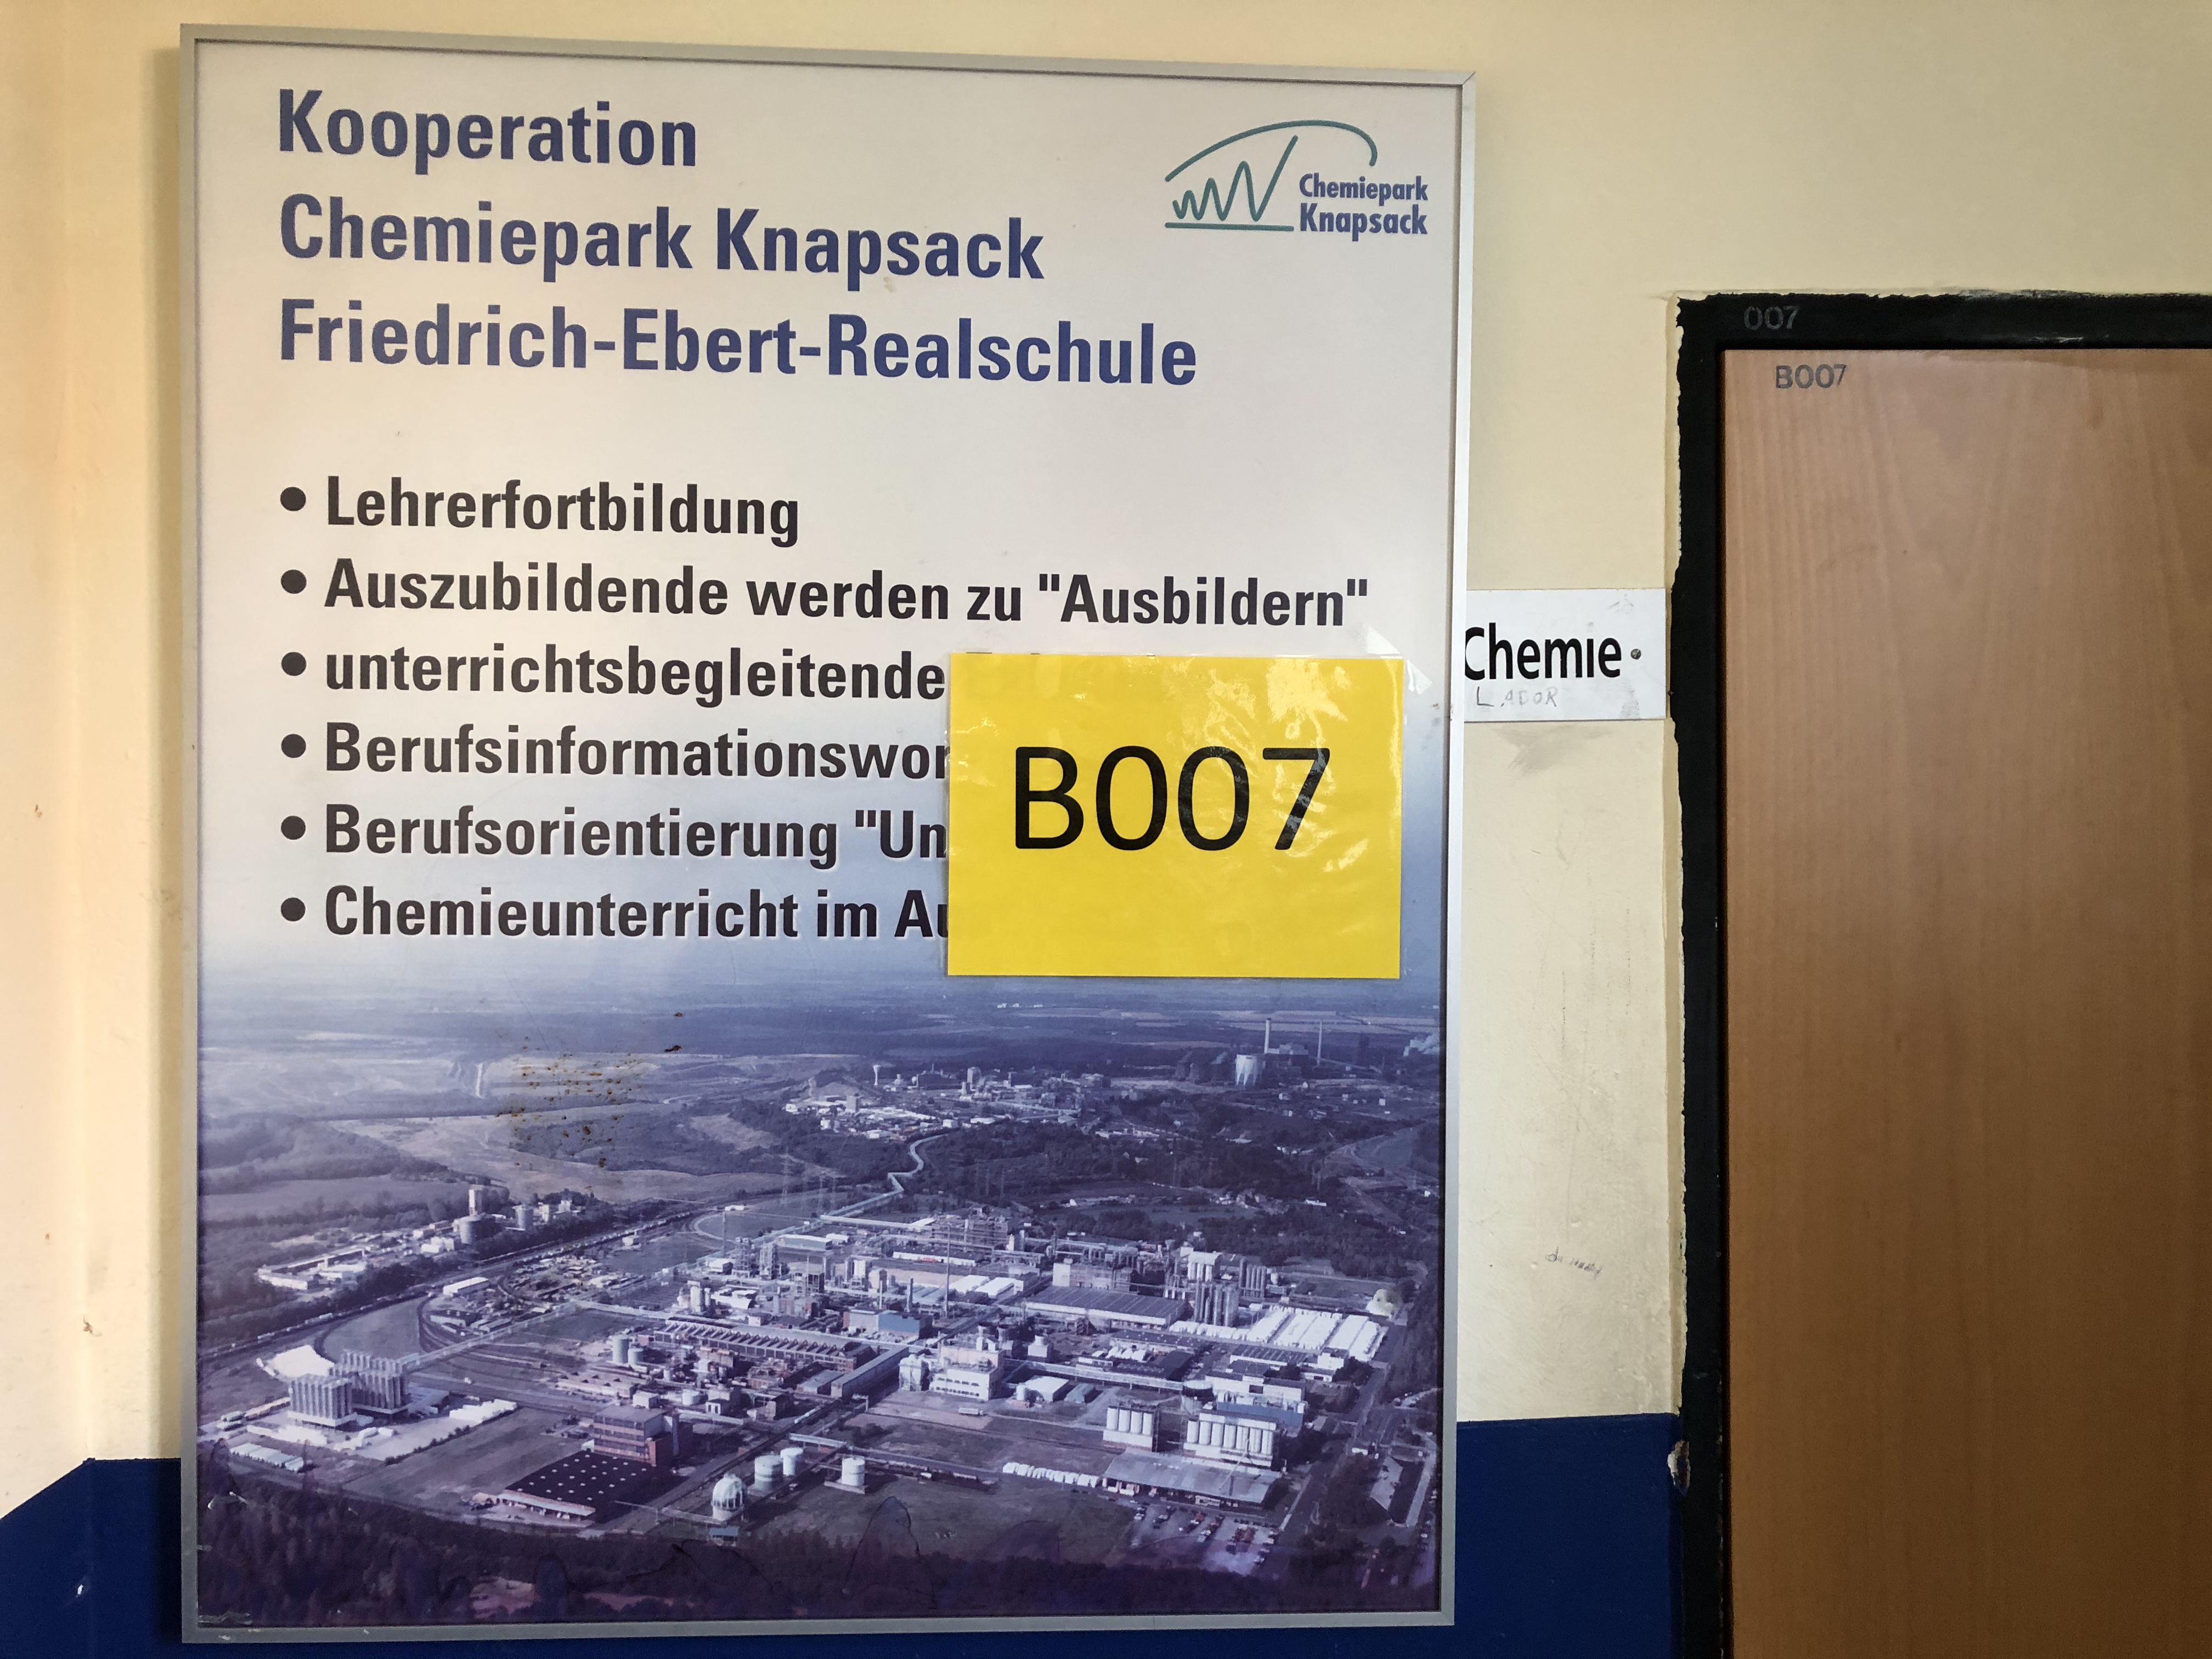 Kooperation
Chemiepark Knapsack
Friedrich-Ebert-Realschule
Chemiepark
Knapsack
• Lehrerfortbildung
• Auszubildende werden zu "Ausbildern"
• unterrichtsbegleitende
• Berufsinformationswor
• Berufsorientierung "Un
• Chemieunterricht im Au
B007
Chemie
LABOR
007
B007